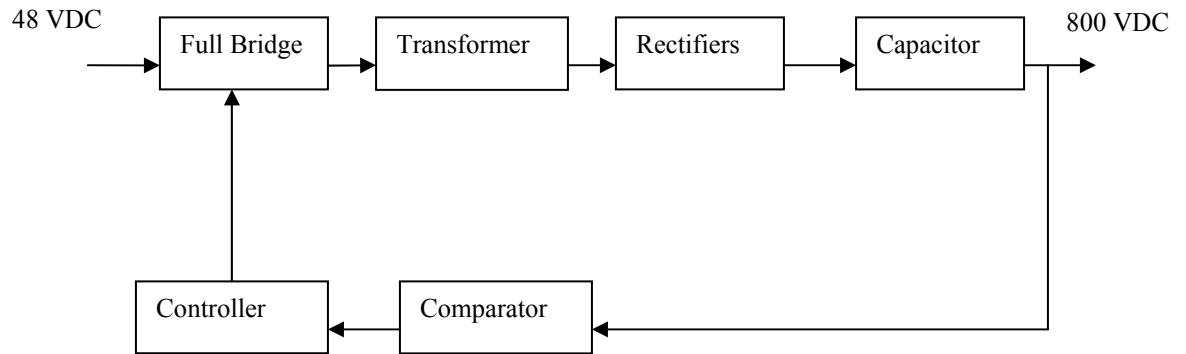 48 VDC
800 VDC
Full Bridge
Transformer
Rectifiers
Capacitor
Controller
Comparator